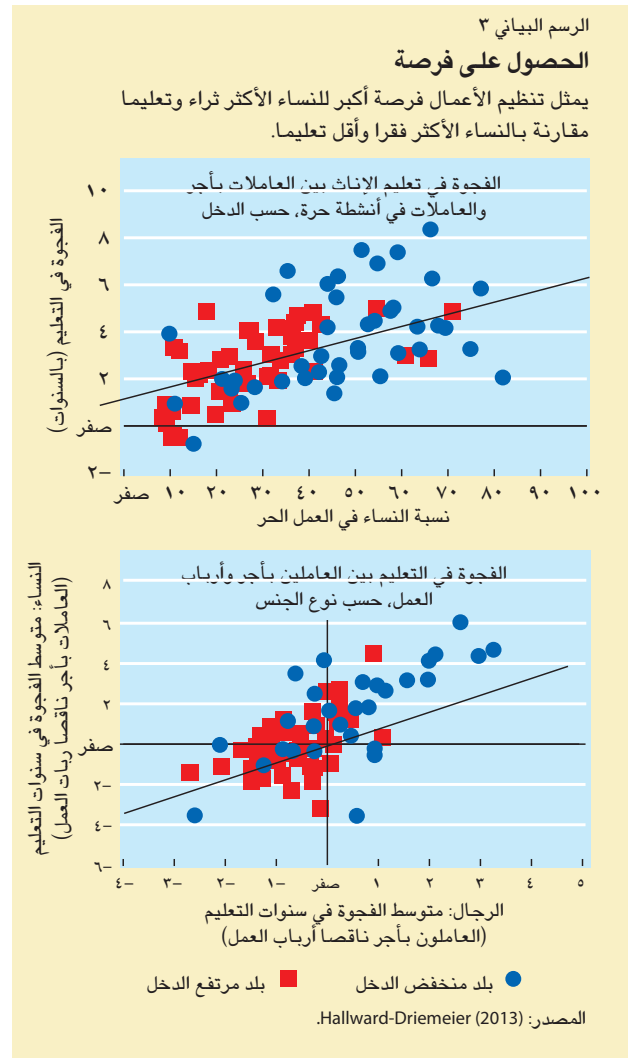 الرسم البياني ٣
الحصول على فرصة
يمثل تنظيم الأعمال فرصة أكبر للنساء الأكثر ثراء وتعليما
مقارنة بالنساء الأكثر فقرا وأقل تعليما.
الفجوة في تعليم الإناث بين العاملات بأجر
والعاملات في أنشطة حرة، حسب الدخل
الفجوة في التعليم (بالسنوات)
١٠
٨
٦
٤
٢
صفر
٢–
صفر ١٠ ٢٠ ٣٠ ٤٠ ٥٠ ٦٠ ٧٠ ٨٠ ٩٠ ١٠٠
نسبة النساء في العمل الحر
الفجوة في التعليم بين العاملين بأجر وأرباب
العمل، حسب نوع الجنس
النساء: متوسط الفجوة في سنوات التعليم
(العاملات بأجر ناقصا ربات العمل)
٨
٦
٤
٢
صفر
٢–
٤–
٦–
٤– ٣– ٢– ١– صفر ١ ٢ ٣ ٤ ٥
الرجال: متوسط الفجوة في سنوات التعليم
(العاملون بأجر ناقصا أرباب العمل)
بلد منخفض الدخل بلد مرتفع الدخل
المصدر: Hallward-Driemeier (2013).